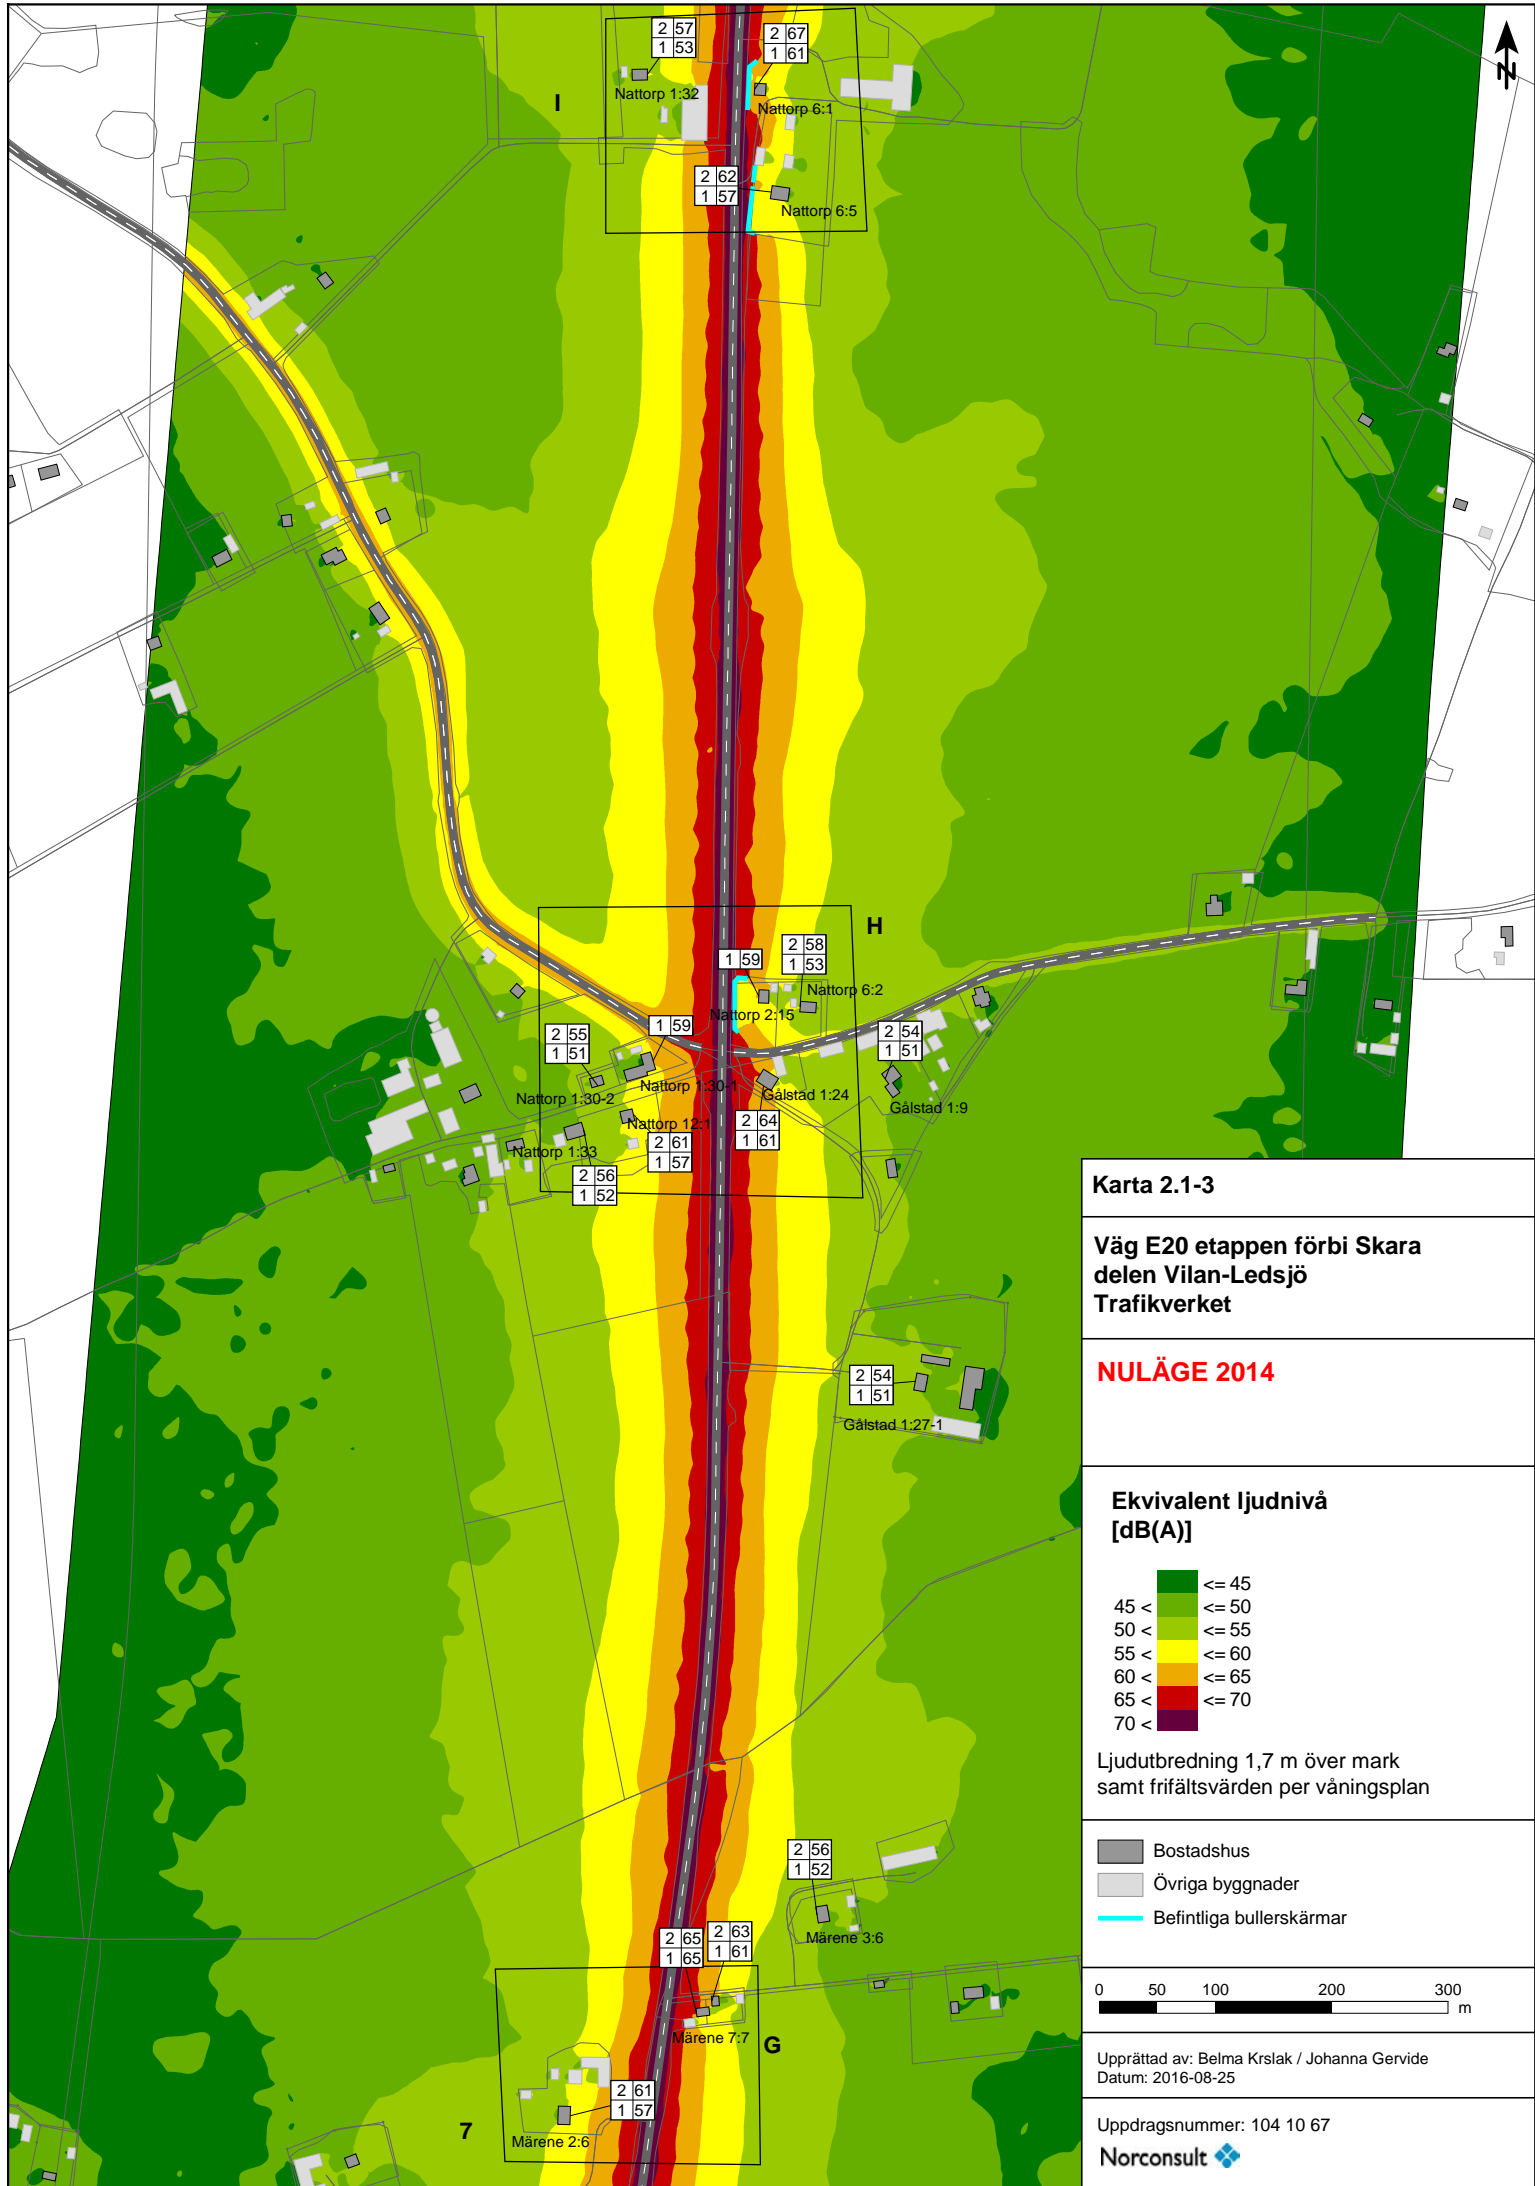 2 57
1 53
2 67
1 61
N
Nattorp 1:32
I
Nattorp 6:1
2 62
1 57
Nattorp 6:5
H
2 58
1 53
1 59
Nattorp 6:2
Nattorp 2:15
1 59
2 55
1 51
2 54
1 51
Nattorp 1:30-1
Nattorp 1:30-2
Gålstad 1:24
Gålstad 1:9
Nattorp 12:1
2 64
1 61
Nattorp 1:33
2 61
1 57
2 56
1 52
2 54
1 51
Gålstad 1:27-1
2 56
1 52
Märene 3:6
2 65
1 65
2 63
1 61
Märene 7:7
G
2 61
1 57
7
Märene 2:6
Karta 2.1-3
Väg E20 etappen förbi Skara
delen Vilan-Ledsjö
Trafikverket
NULÄGE 2014
Ekvivalent ljudnivå
[dB(A)]
<= 45
45 < <= 50
50 < <= 55
55 < <= 60
60 < <= 65
65 < <= 70
70 <
Ljudutbredning 1,7 m över mark
samt frifältsvärden per våningsplan
Bostadshus
Övriga byggnader
Befintliga bullerskärmar
0 50 100 200 300
m
Upprättad av: Belma Krslak / Johanna Gervide
Datum: 2016-08-25
Uppdragsnummer: 104 10 67
Norconsult